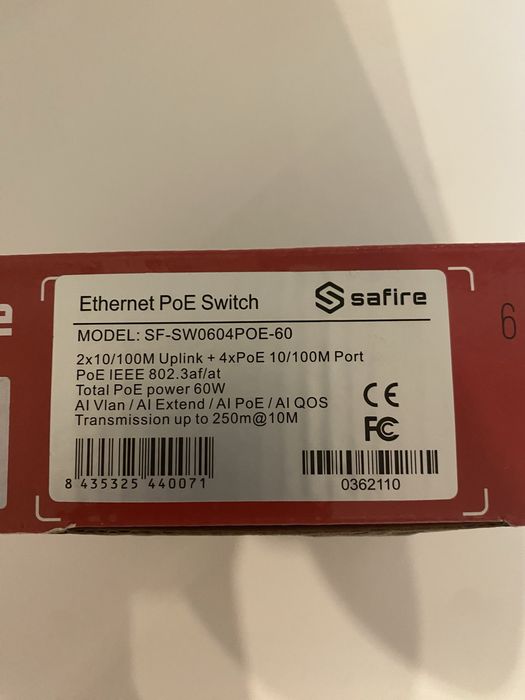 Ethernet PoE Switch
safire
MODEL: SF-SW0604POE-60
2x10/100M Uplink + 4xPoE 10/100M Port
PoE IEEE 802.3af/at
Total PoE power 60W
AI Vlan / AI Extend / AI PoE / AI QOS
Transmission up to 250m@10M
CE
FC
8 435325 440071
0362110
e
6